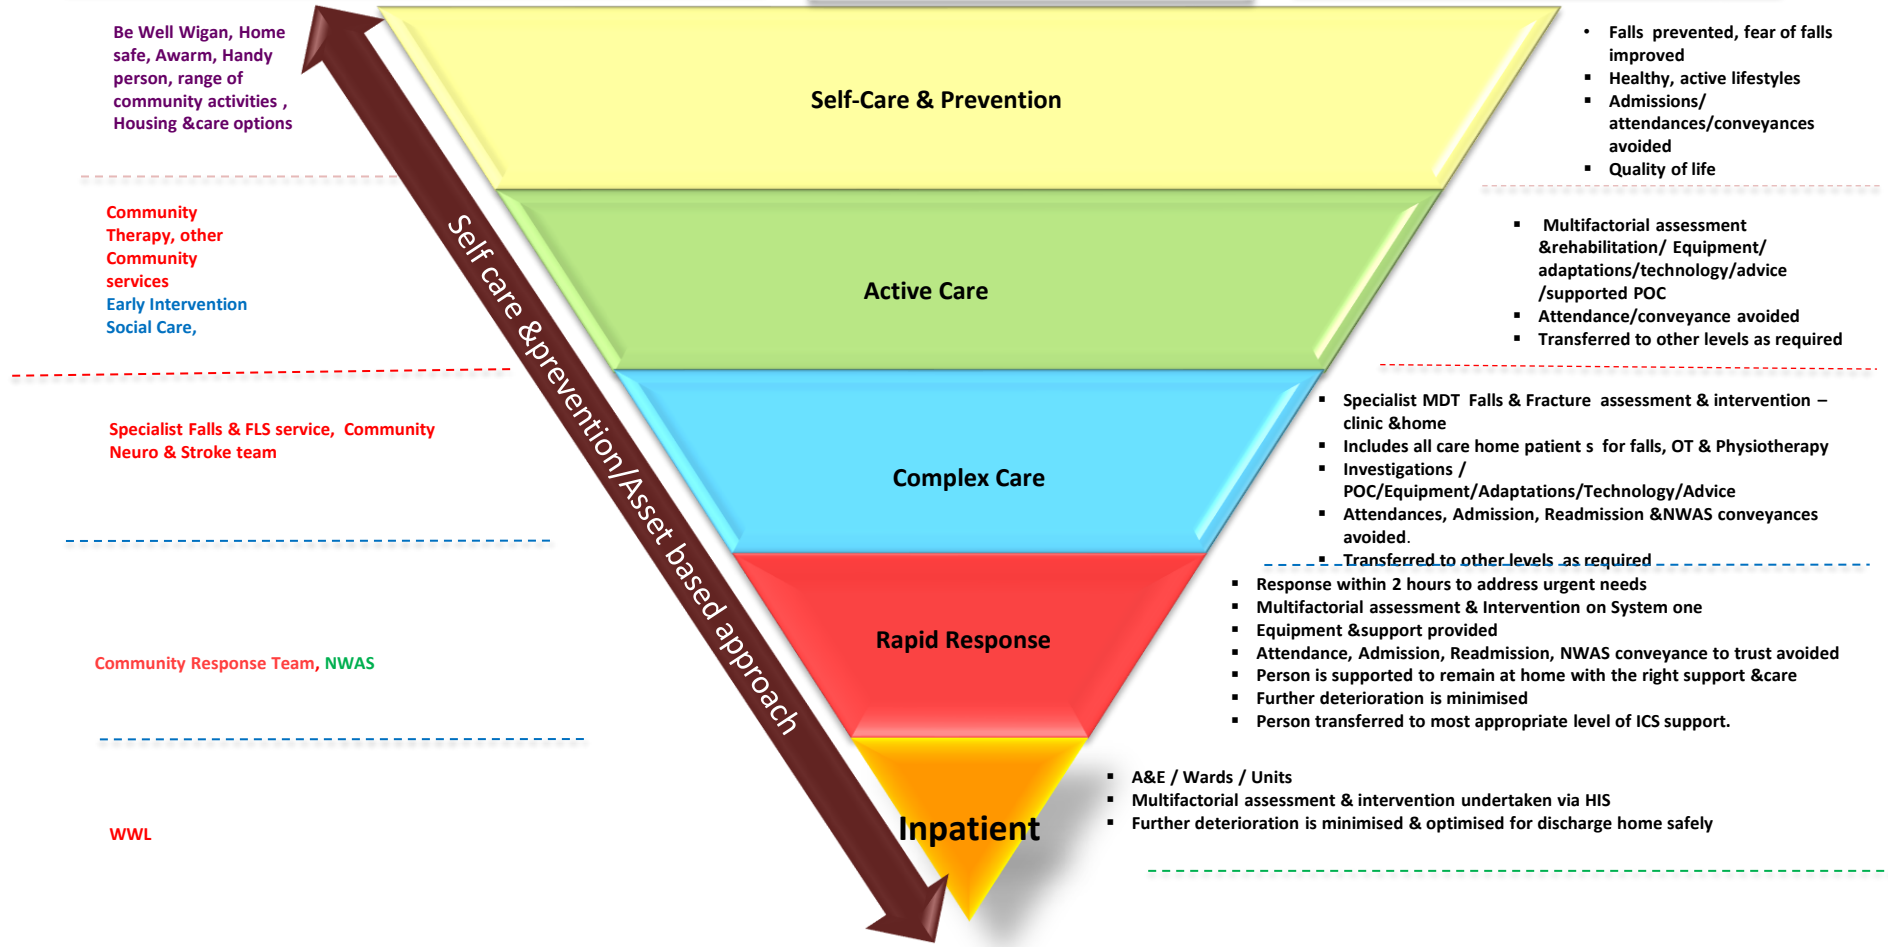 Be Well Wigan, Home
safe, Awarm, Handy
person, range of
community activities ,
Housing &care options
Self-Care & Prevention
• Falls prevented, fear of falls
improved
▪ Healthy, active lifestyles
▪ Admissions/
attendances/conveyances
avoided
▪ Quality of life
Self care &prevention/Asset based approach
Community
Therapy, other
Community
services
Early Intervention
Social Care,
Active Care
▪ Multifactorial assessment
&rehabilitation/ Equipment/
adaptations/technology/advice
/supported POC
▪ Attendance/conveyance avoided
▪ Transferred to other levels as required
Specialist Falls & FLS service, Community
Neuro & Stroke team
Complex Care
▪ Specialist MDT Falls & Fracture assessment & intervention –
clinic &home
▪ Includes all care home patient s for falls, OT & Physiotherapy
▪ Investigations /
POC/Equipment/Adaptations/Technology/Advice
▪ Attendances, Admission, Readmission &NWAS conveyances
avoided.
▪ Transferred to other levels as required
Community Response Team, NWAS
Rapid Response
▪ Response within 2 hours to address urgent needs
▪ Multifactorial assessment & Intervention on System one
▪ Equipment &support provided
▪ Attendance, Admission, Readmission, NWAS conveyance to trust avoided
▪ Person is supported to remain at home with the right support &care
▪ Further deterioration is minimised
▪ Person transferred to most appropriate level of ICS support.
WWL
Inpatient
▪ A&E / Wards / Units
▪ Multifactorial assessment & intervention undertaken via HIS
▪ Further deterioration is minimised & optimised for discharge home safely